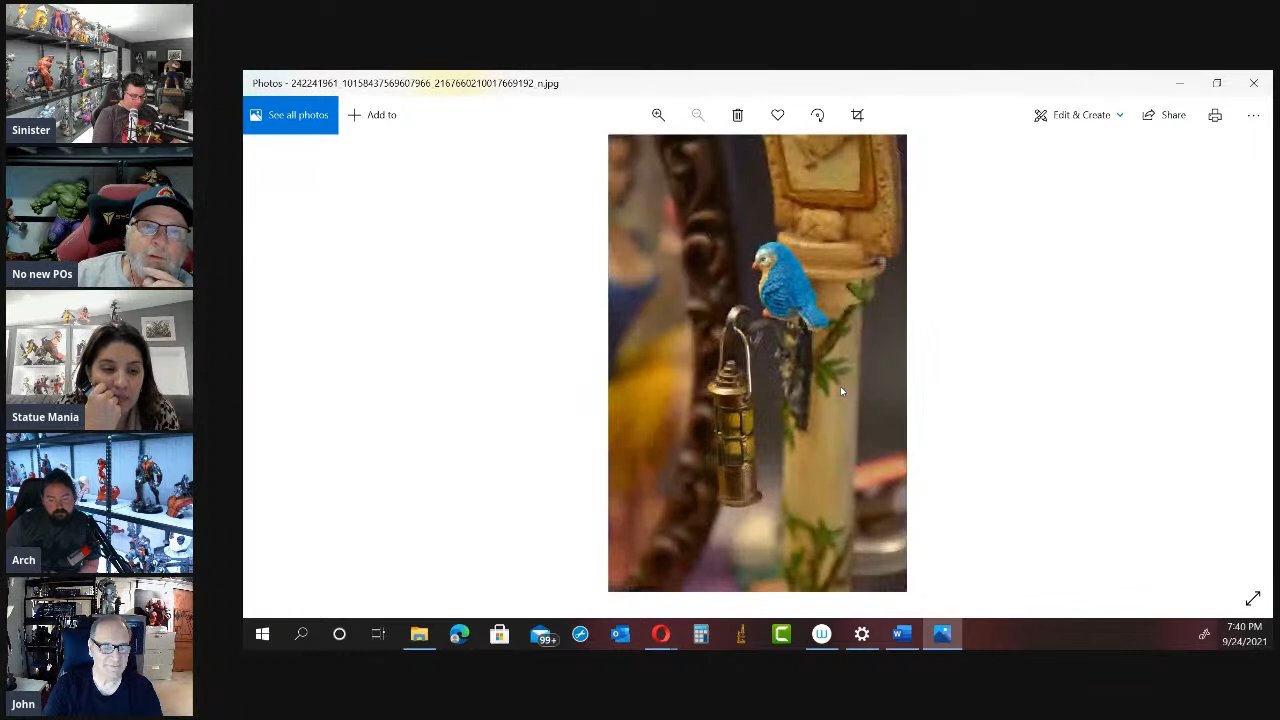 Sinister
No new POs
Statue Mania
Arch
John
Photos - 242241961_10158437569607966_2167660210017669192_n.jpg
See all photos
Add to
Edit & Create
Share
99+
7:40 PM
9/24/2021